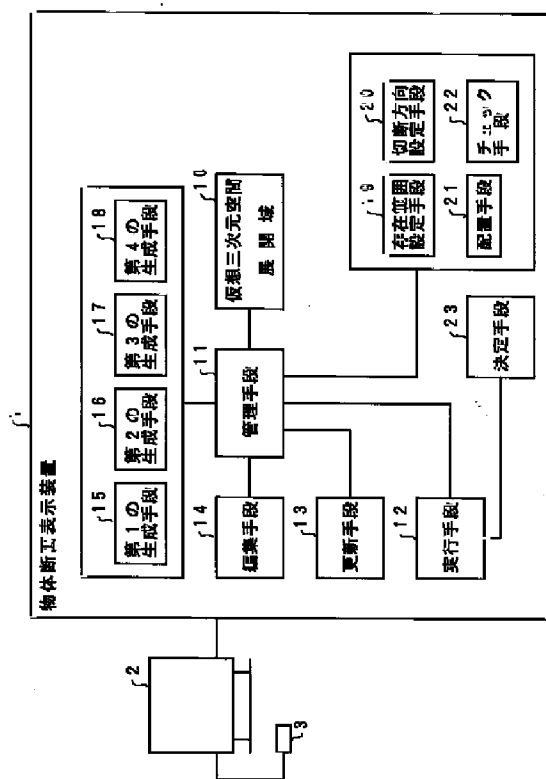 1
物体断面表示装置
2
3
15
第1の
生成手段
16
第2の
生成手段
17
第3の
生成手段
18
第4の
生成手段
14
編集手段
11
管理手段
10
仮想三次元空間
展開域
13
更新手段
12
実行手段
19
存在範囲
設定手段
20
切断方向
設定手段
21
配置手段
22
チェック
手段
23
決定手段